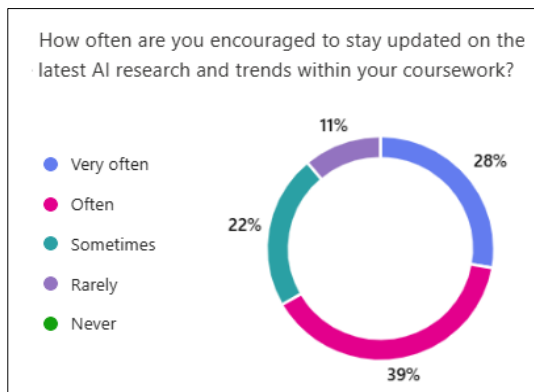 How often are you encouraged to stay updated on the
latest AI research and trends within your coursework?
11%
Very often
28%
Often
22%
Sometimes
Rarely
Never
39%